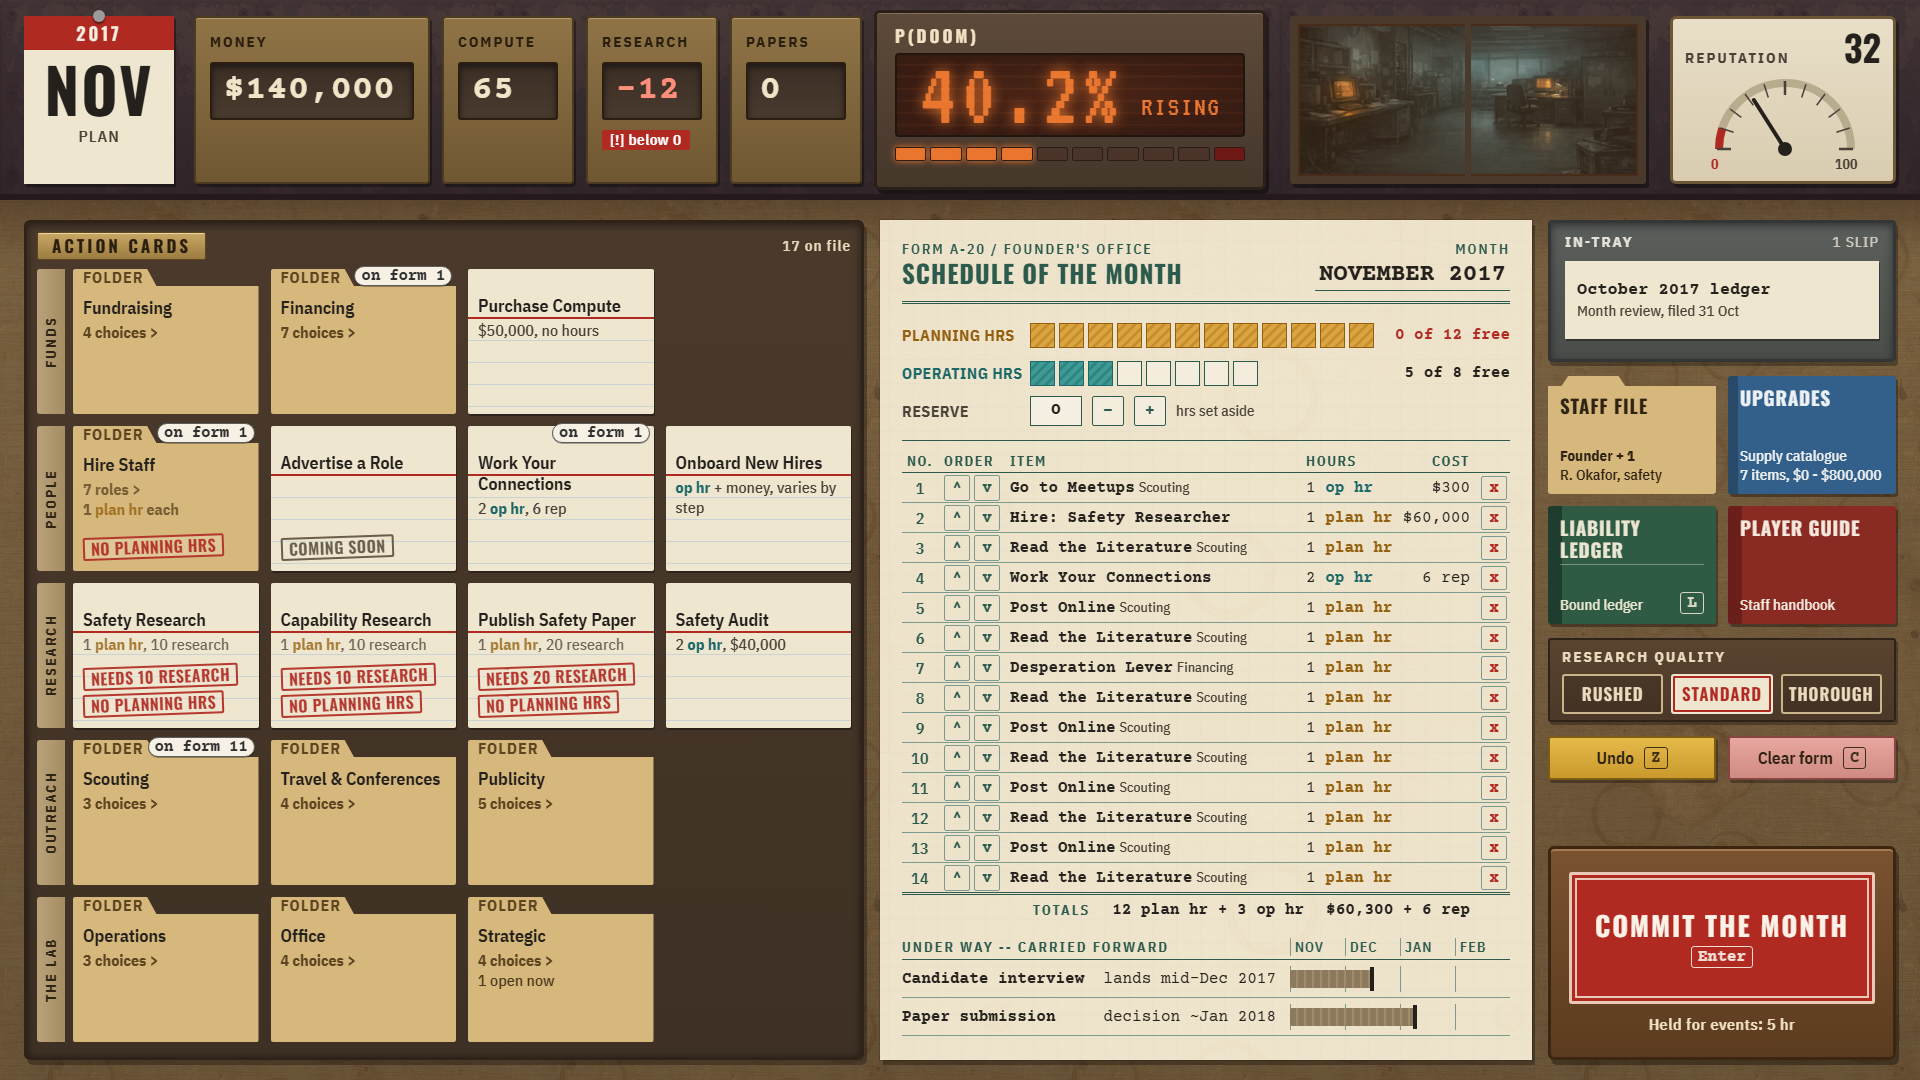 2017
NOV
PLAN
MONEY
$140,000
COMPUTE
65
RESEARCH
-12
[!] below 0
PAPERS
0
P(DOOM)
40.2% RISING
REPUTATION 32
0 100
ACTION CARDS 17 on file
FUNDS
FOLDER
Fundraising
4 choices >
FOLDER on form 1
Financing
7 choices >
Purchase Compute
$50,000, no hours
PEOPLE
FOLDER on form 1
Hire Staff
7 roles >
1 plan hr each
NO PLANNING HRS
Advertise a Role
COMING SOON
on form 1
Work Your
Connections
2 op hr, 6 rep
Onboard New Hires
op hr + money, varies by
step
RESEARCH
Safety Research
1 plan hr, 10 research
NEEDS 10 RESEARCH
NO PLANNING HRS
Capability Research
1 plan hr, 10 research
NEEDS 10 RESEARCH
NO PLANNING HRS
Publish Safety Paper
1 plan hr, 20 research
NEEDS 20 RESEARCH
NO PLANNING HRS
Safety Audit
2 op hr, $40,000
OUTREACH
FOLDER on form 11
Scouting
3 choices >
FOLDER
Travel & Conferences
4 choices >
FOLDER
Publicity
5 choices >
THE LAB
FOLDER
Operations
3 choices >
FOLDER
Office
4 choices >
FOLDER
Strategic
4 choices >
1 open now
FORM A-20 / FOUNDER'S OFFICE MONTH
SCHEDULE OF THE MONTH NOVEMBER 2017
PLANNING HRS 0 of 12 free
OPERATING HRS 5 of 8 free
RESERVE 0 - + hrs set aside
NO. ORDER ITEM HOURS COST
1 ^ v Go to Meetups Scouting 1 op hr $300 x
2 ^ v Hire: Safety Researcher 1 plan hr $60,000 x
3 ^ v Read the Literature Scouting 1 plan hr x
4 ^ v Work Your Connections 2 op hr 6 rep x
5 ^ v Post Online Scouting 1 plan hr x
6 ^ v Read the Literature Scouting 1 plan hr x
7 ^ v Desperation Lever Financing 1 plan hr x
8 ^ v Read the Literature Scouting 1 plan hr x
9 ^ v Post Online Scouting 1 plan hr x
10 ^ v Read the Literature Scouting 1 plan hr x
11 ^ v Post Online Scouting 1 plan hr x
12 ^ v Read the Literature Scouting 1 plan hr x
13 ^ v Post Online Scouting 1 plan hr x
14 ^ v Read the Literature Scouting 1 plan hr x
TOTALS 12 plan hr + 3 op hr $60,300 + 6 rep
UNDER WAY -- CARRIED FORWARD NOV DEC JAN FEB
Candidate interview lands mid-Dec 2017
Paper submission decision ~Jan 2018
IN-TRAY 1 SLIP
October 2017 ledger
Month review, filed 31 Oct
STAFF FILE
Founder + 1
R. Okafor, safety
UPGRADES
Supply catalogue
7 items, $0 - $800,000
LIABILITY
LEDGER
Bound ledger L
PLAYER GUIDE
Staff handbook
RESEARCH QUALITY
RUSHED STANDARD THOROUGH
Undo Z
Clear form C
COMMIT THE MONTH
Enter
Held for events: 5 hr